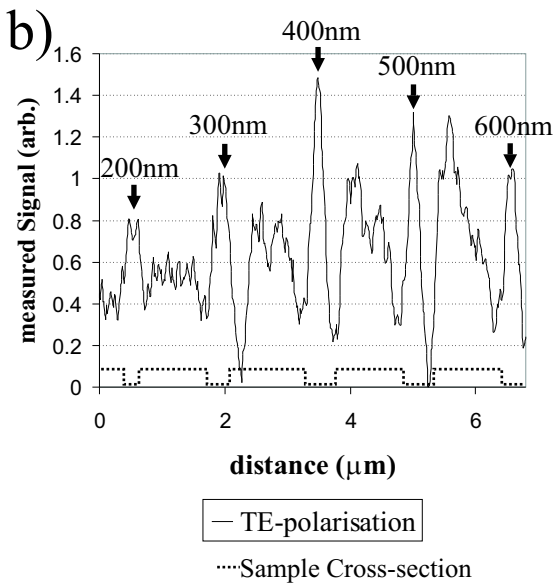 b)
400nm
500nm
300nm
600nm
200nm
measured Signal (arb.)
1.6
1.4
1.2
1
0.8
0.6
0.4
0.2
0
0 2 4 6
distance (µm)
TE-polarisation
Sample Cross-section